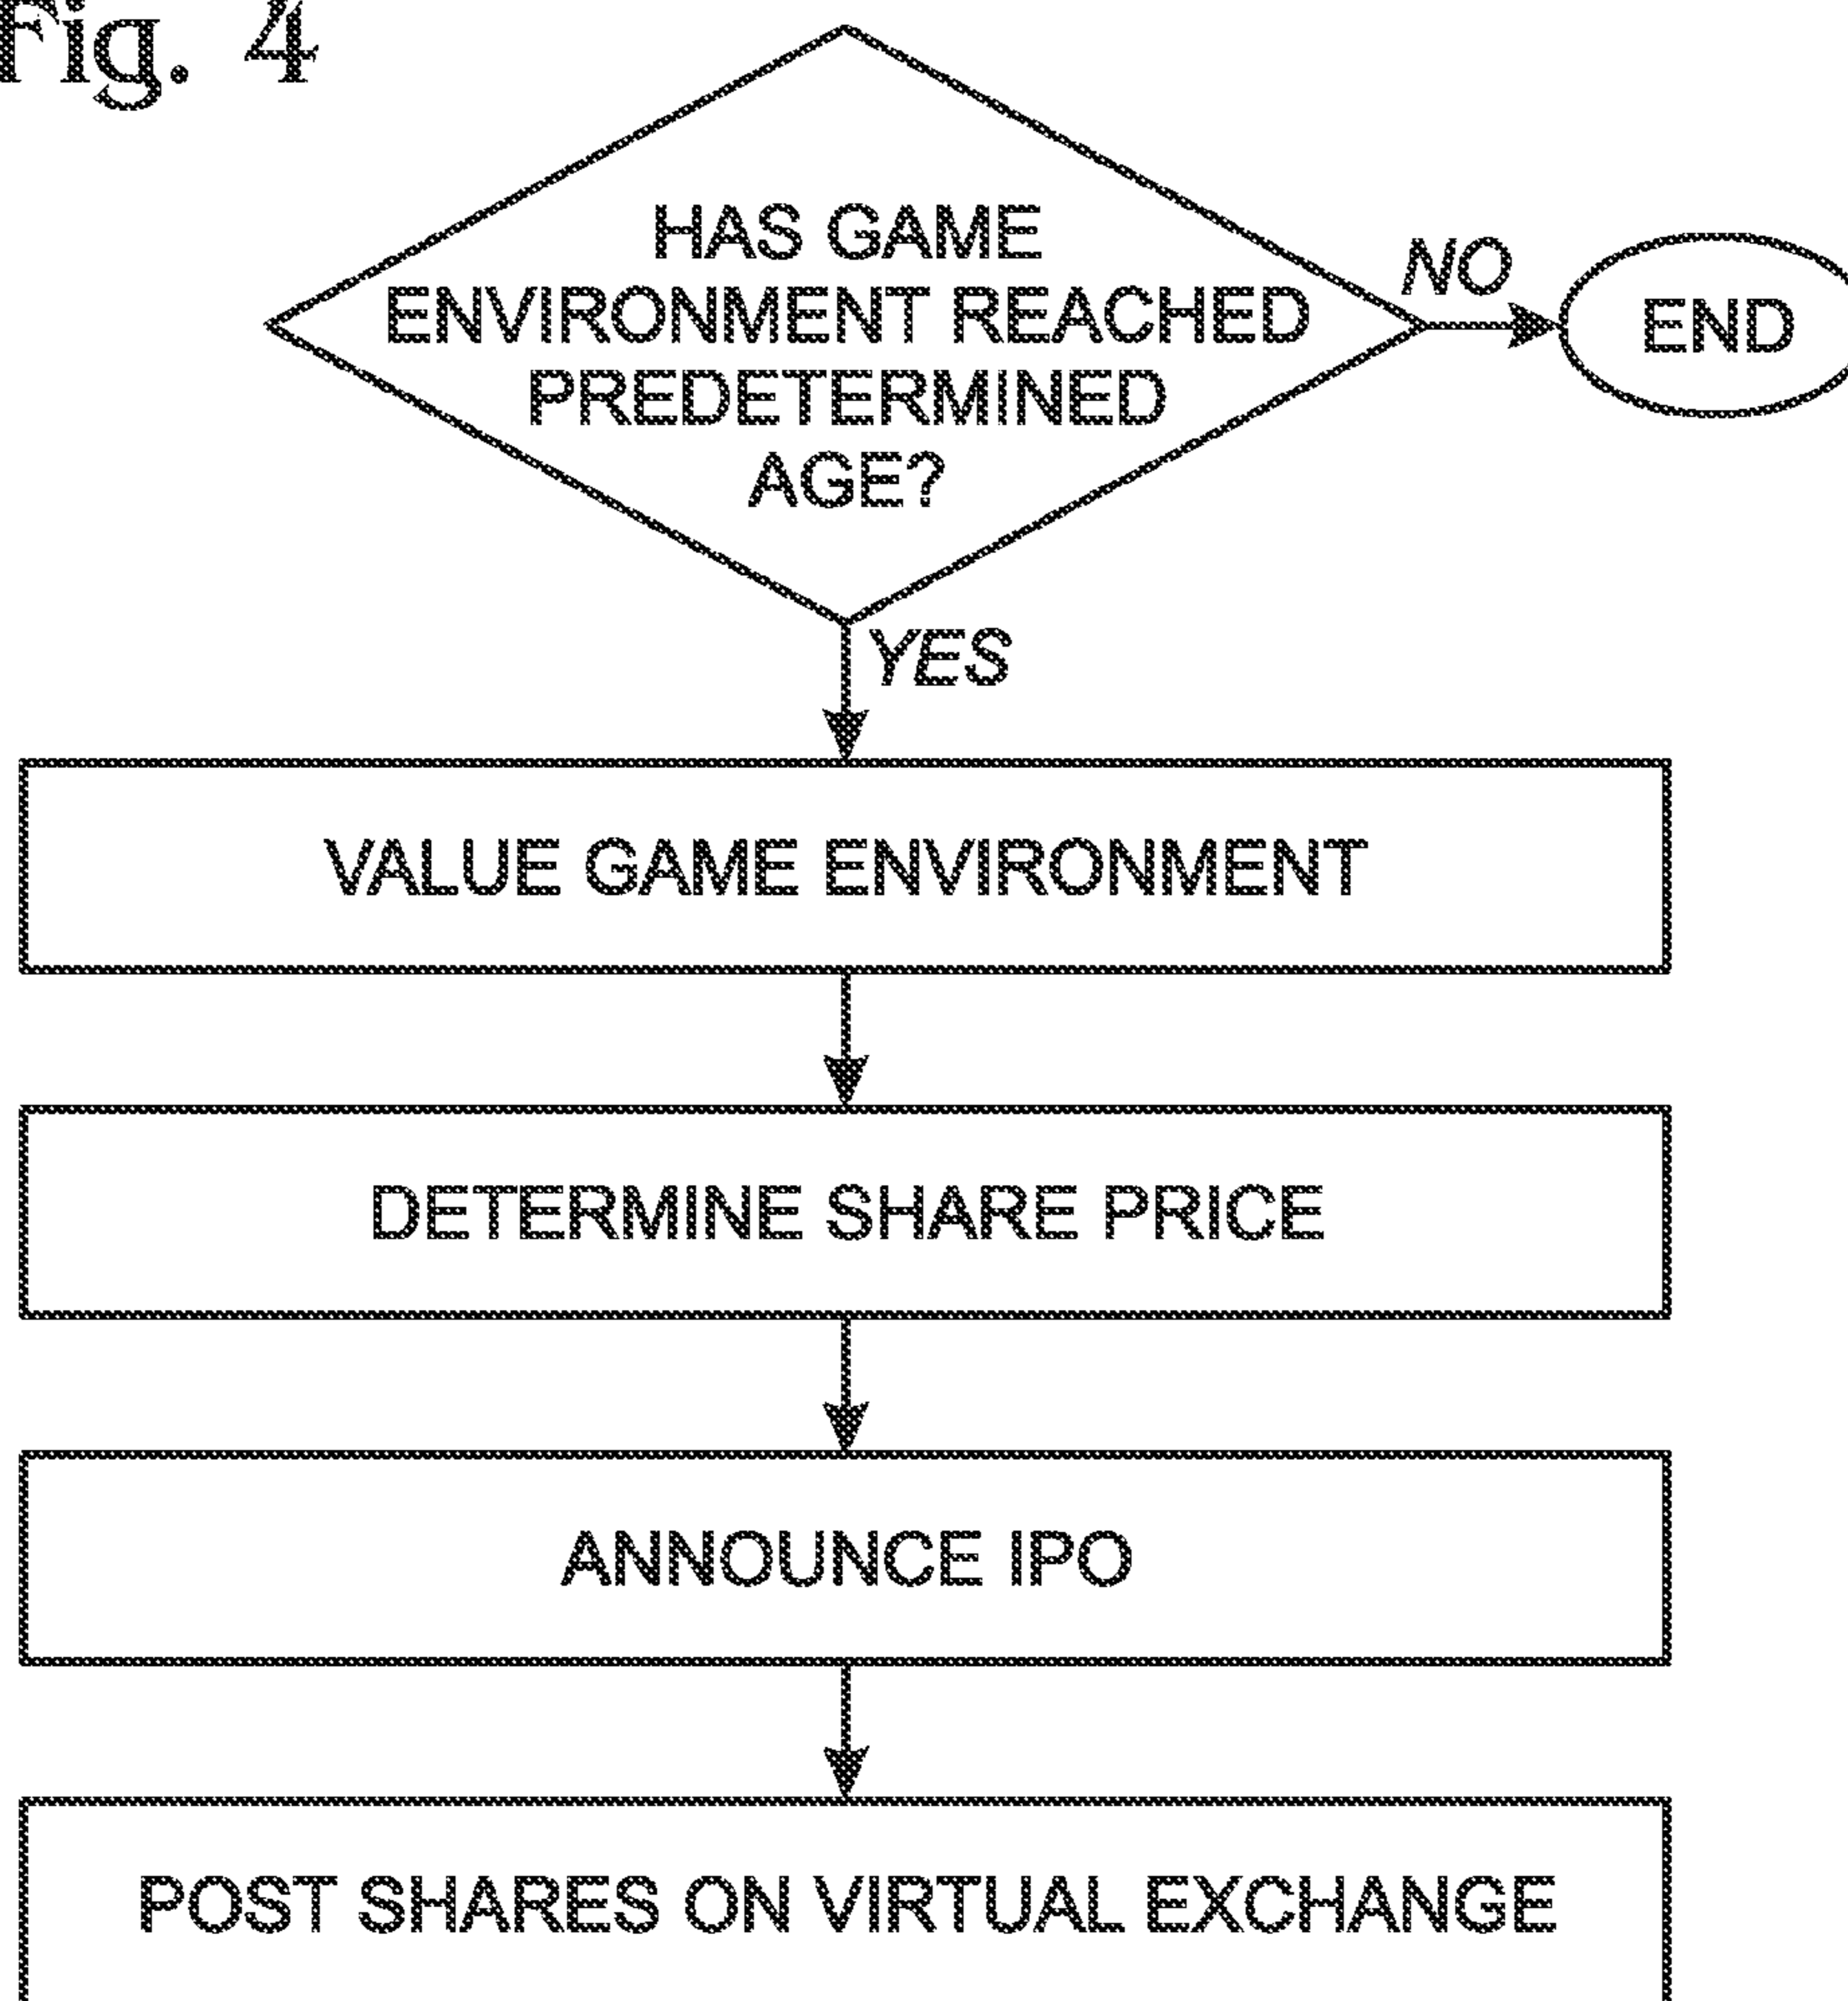 Fig. 4
HAS GAME
ENVIRONMENT REACHED
PREDETERMINED
AGE?
NO
END
YES
VALUE GAME ENVIRONMENT
DETERMINE SHARE PRICE
ANNOUNCE IPO
POST SHARES ON VIRTUAL EXCHANGE